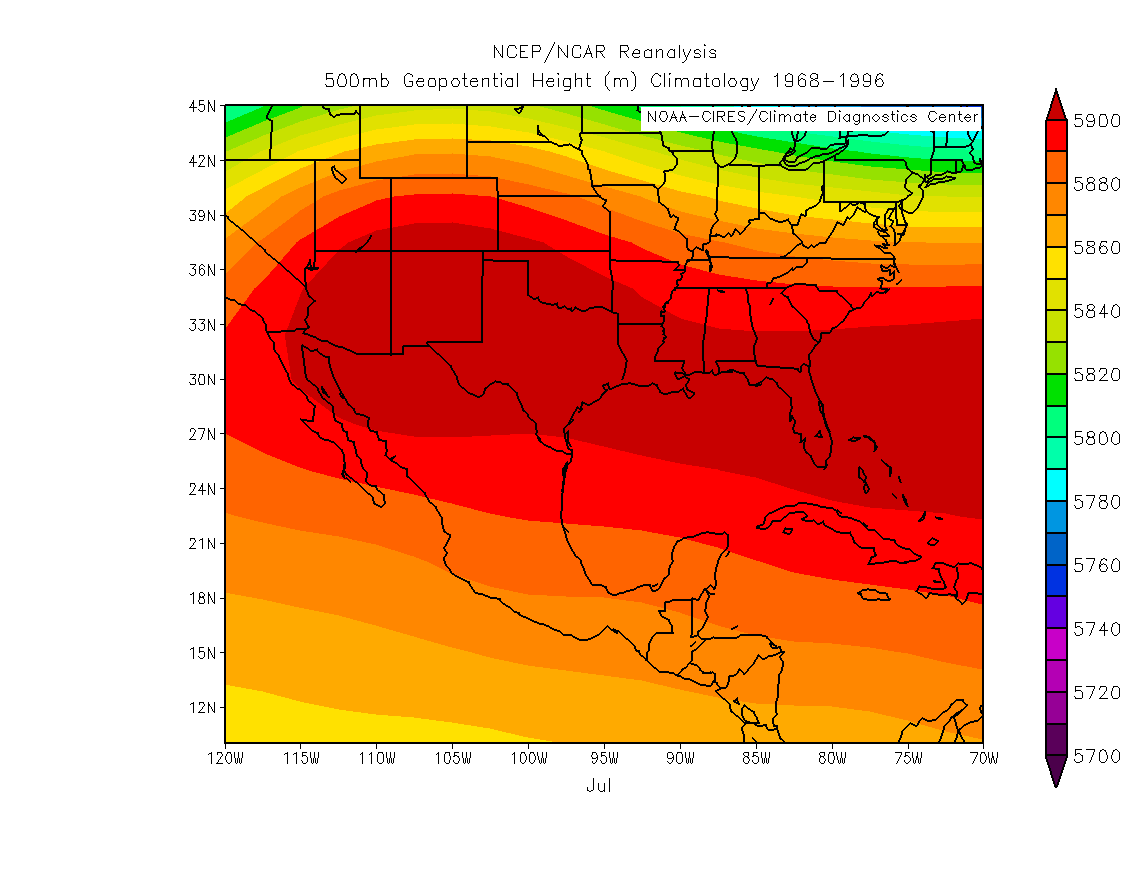 NCEP/NCAR Reanalysis
500mb Geopotential Height (m) Climatology 1968-1996
NOAA-CIRES/Climate Diagnostics Center
45N
42N
39N
36N
33N
30N
27N
24N
21N
18N
15N
12N
120W 115W 110W 105W 100W 95W 90W 85W 80W 75W 70W
Jul
5900
5880
5860
5840
5820
5800
5780
5760
5740
5720
5700